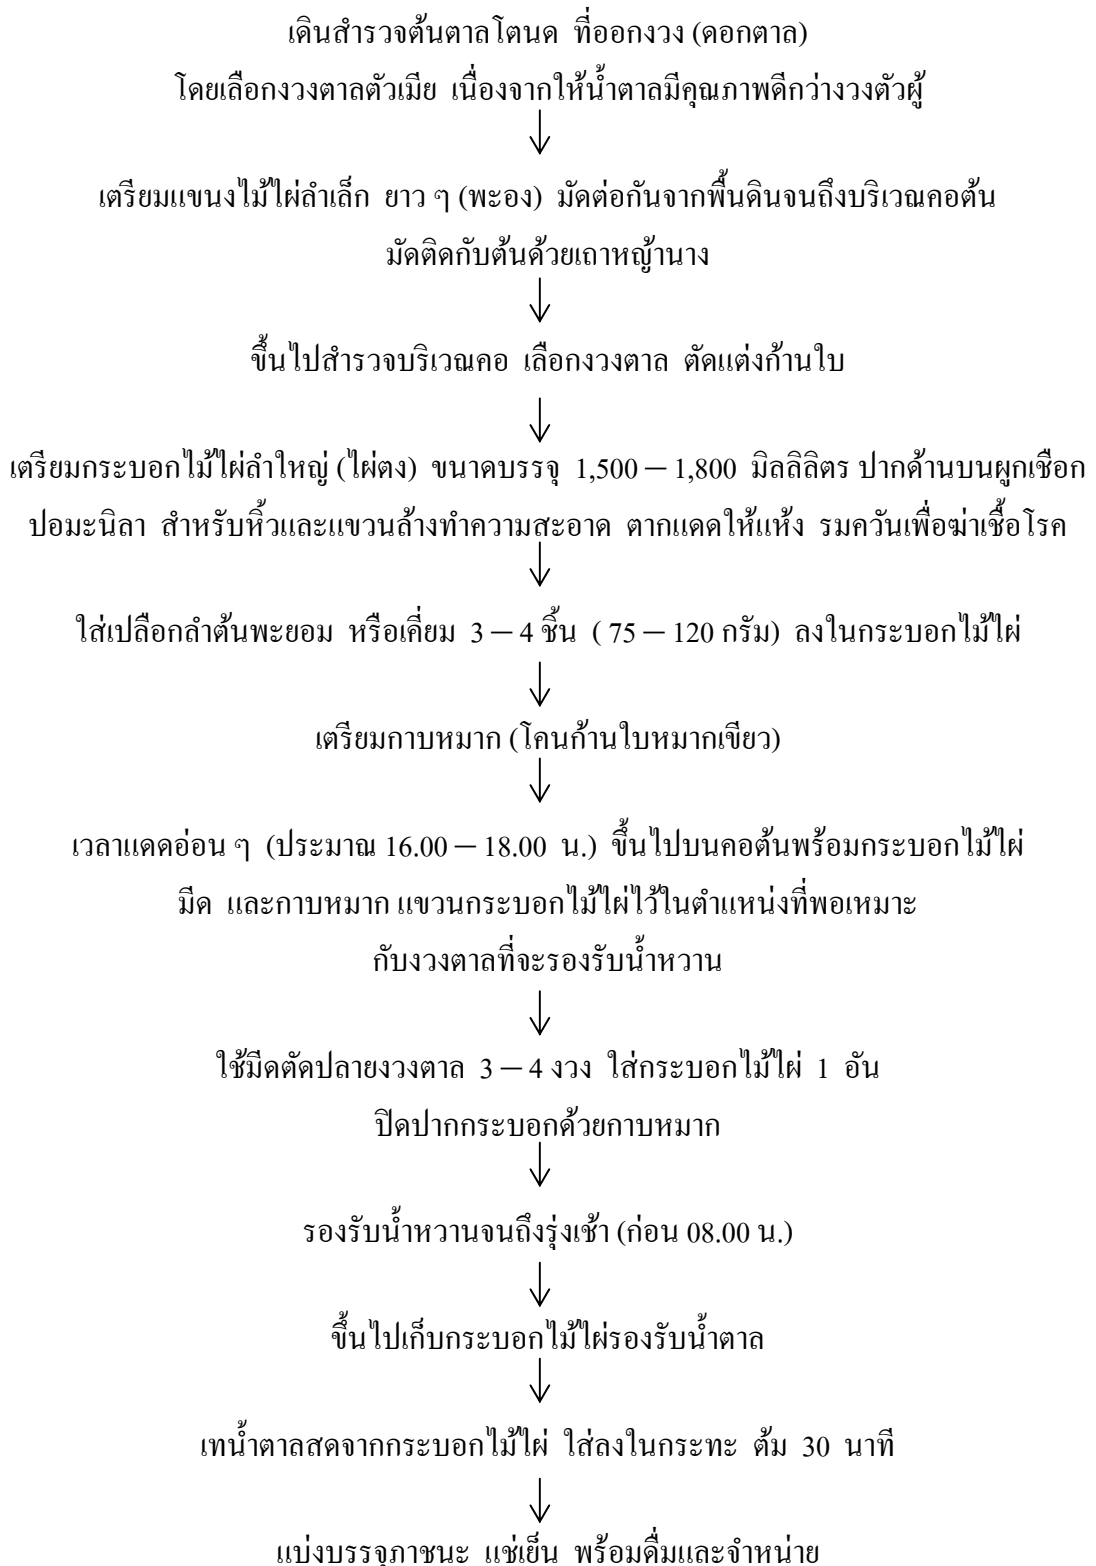 เดินสำรวจต้นตาลโตนด ที่ออกงวง (ดอกตาล)
โดยเลือกงวงตาลตัวเมีย เนื่องจากให้น้ำตาลมีคุณภาพดีกว่างวงตัวผู้
เตรียมแขนงไม้ไผ่ลำเล็ก ยาว ๆ (พะอง) มัดต่อกันจากพื้นดินจนถึงบริเวณคอต้น
มัดติดกับต้นด้วยเถาหญ้านาง
ขึ้นไปสำรวจบริเวณคอ เลือกงวงตาล ตัดแต่งก้านใบ
เตรียมกระบอกไม้ไผ่ลำใหญ่ (ไผ่ตง) ขนาดบรรจุ 1,500 – 1,800 มิลลิลิตร ปากด้านบนผูกเชือก
ปอมะนิลา สำหรับหิ้วและแขวนล้างทำความสะอาด ตากแดดให้แห้ง รมควันเพื่อฆ่าเชื้อโรค
ใส่เปลือกลำต้นพะยอม หรือเคี่ยม 3 – 4 ชิ้น ( 75 – 120 กรัม) ลงในกระบอกไม้ไผ่
เตรียมกาบหมาก (โคนก้านใบหมากเขียว)
เวลาแดดอ่อน ๆ (ประมาณ 16.00 – 18.00 น.) ขึ้นไปบนคอต้นพร้อมกระบอกไม้ไผ่
มีด และกาบหมาก แขวนกระบอกไม้ไผ่ไว้ในตำแหน่งที่พอเหมาะ
กับงวงตาลที่จะรองรับน้ำหวาน
ใช้มีดตัดปลายงวงตาล 3 – 4 งวง ใส่กระบอกไม้ไผ่ 1 อัน
ปิดปากกระบอกด้วยกาบหมาก
รองรับน้ำหวานจนถึงรุ่งเช้า (ก่อน 08.00 น.)
ขึ้นไปเก็บกระบอกไม้ไผ่รองรับน้ำตาล
เทน้ำตาลสดจากกระบอกไม้ไผ่ ใส่ลงในกระทะ ต้ม 30 นาที
แบ่งบรรจุภาชนะ แช่เย็น พร้อมดื่มและจำหน่าย